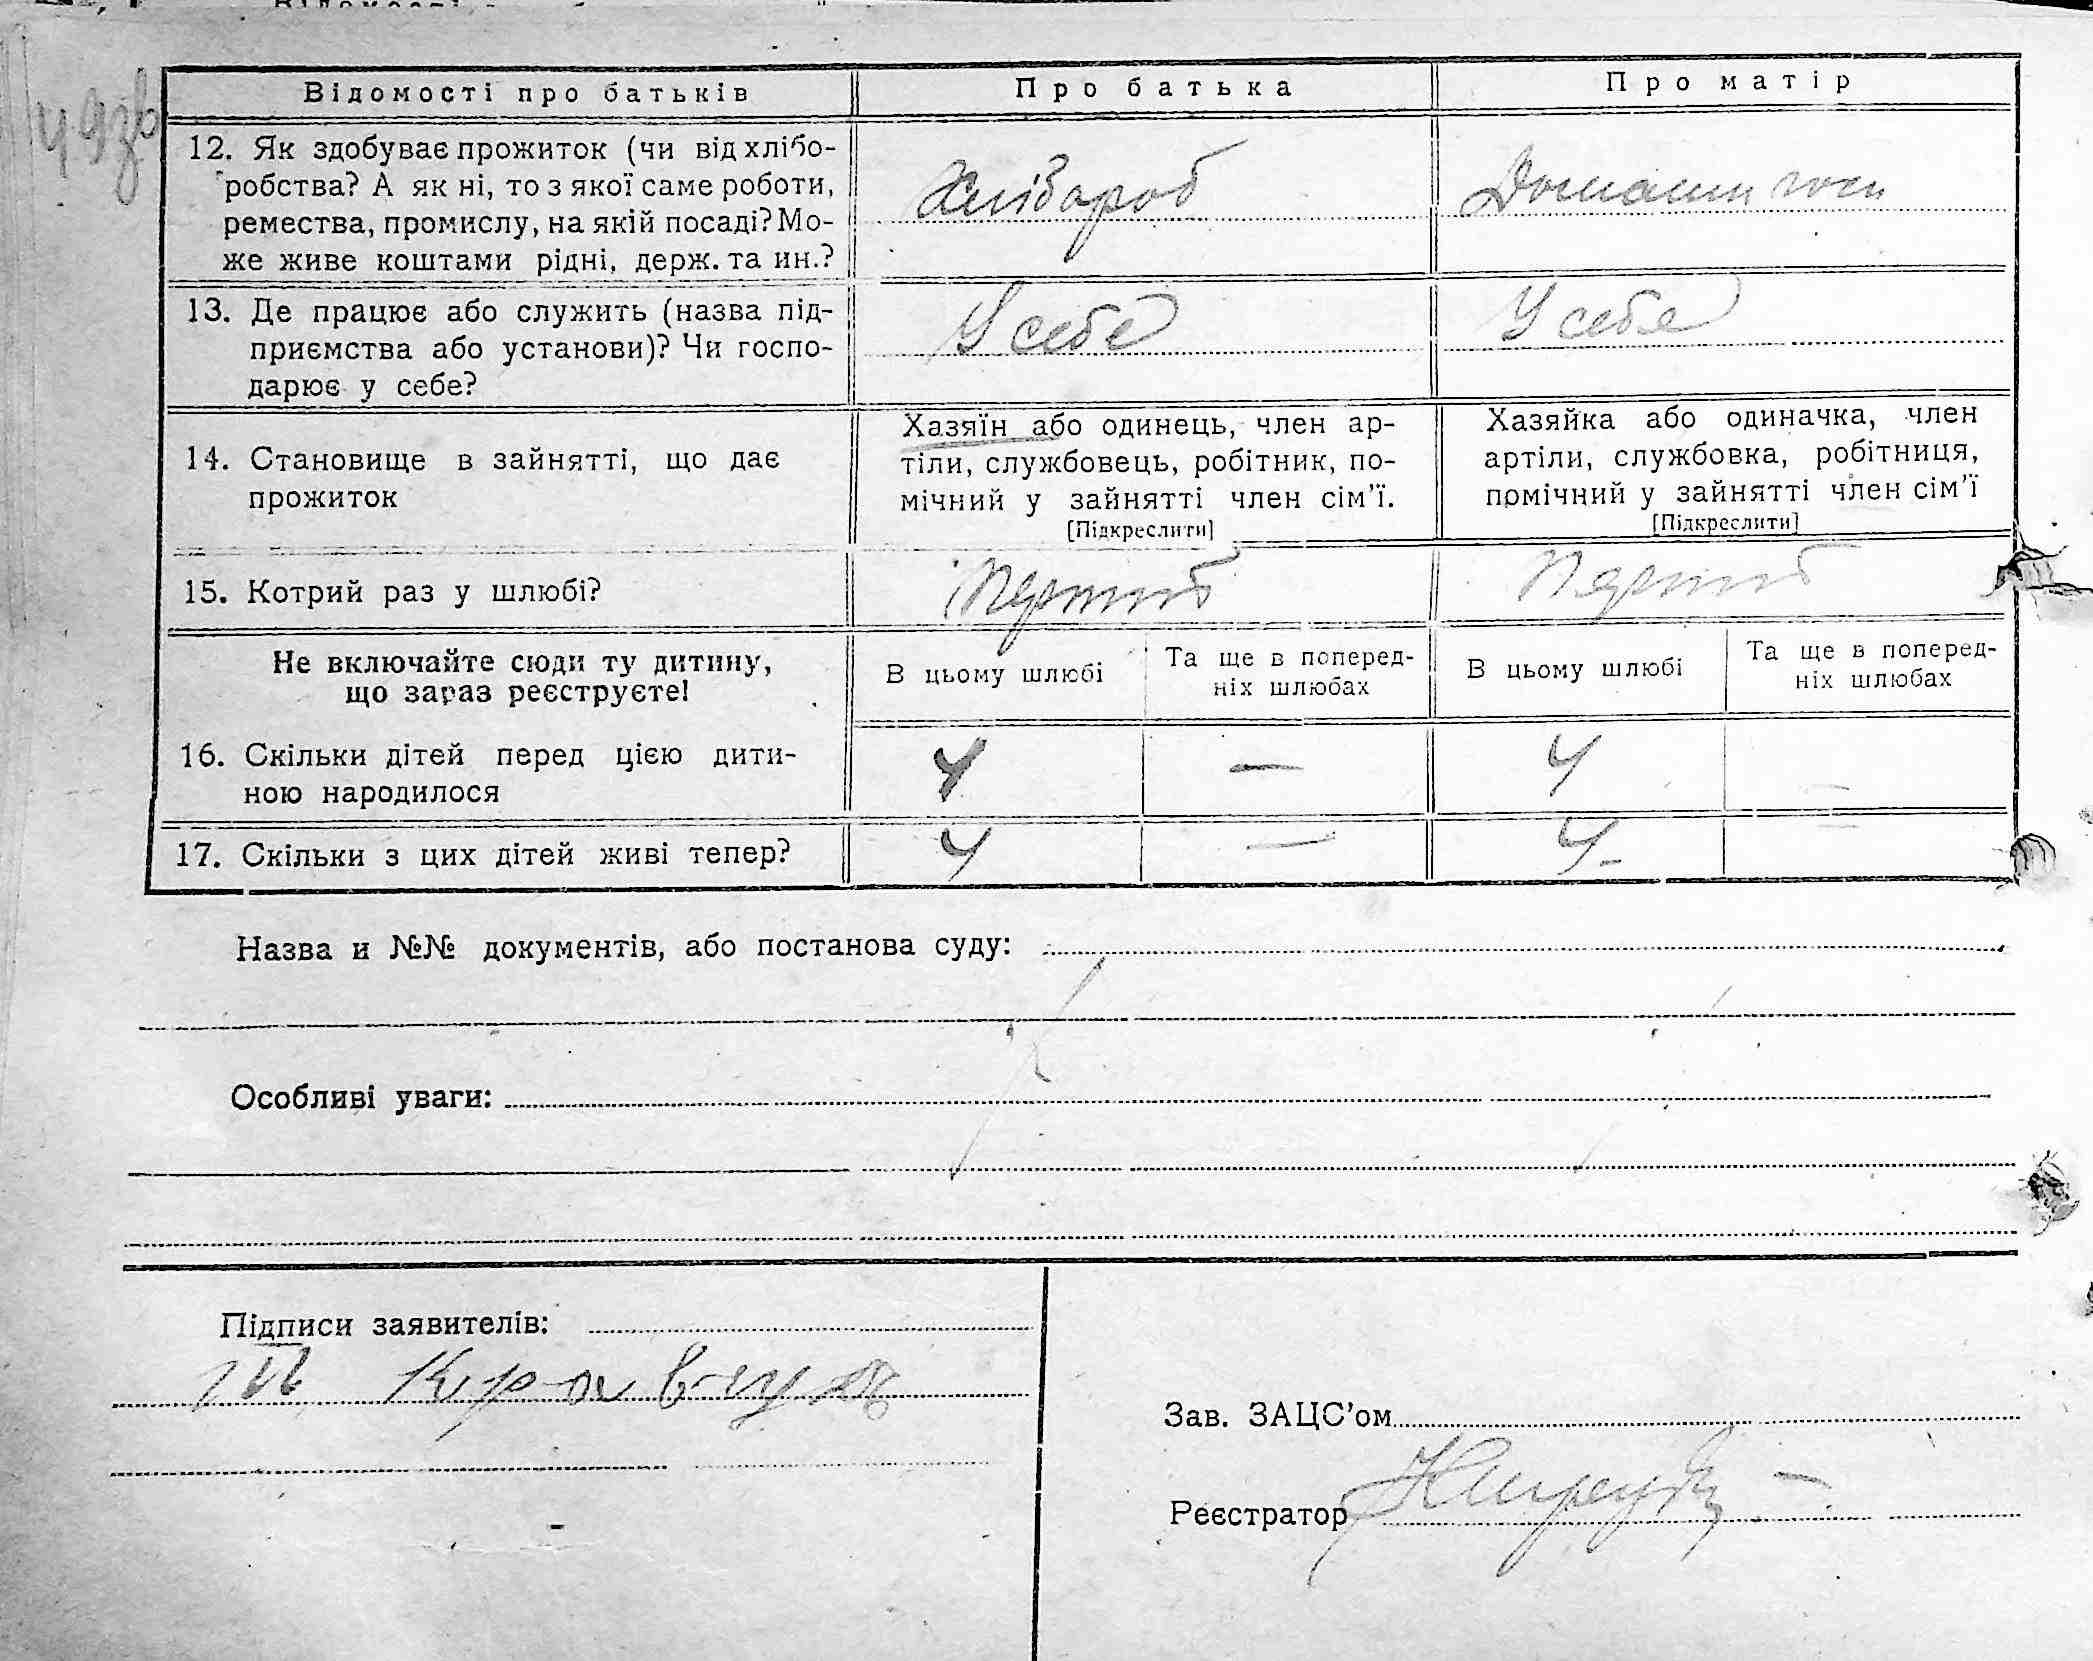 Відомості про батьків
Про батька
Про матір
12. Як здобуває прожиток (чи від хлібо-
робства? А як ні, то з якої саме роботи,
ремества, промислу, на якій посаді? Мо-
же живе коштами рідні, держ. та ин.?
Хлібороб
Домашн госп
13. Де працює або служить (назва під-
приємства або установи)? Чи госпо-
дарює у себе?
У себе
У себе
14. Становище в зайнятті, що дає
прожиток
Хазяїн або одинець, член ар-
тіли, службовець, робітник, по-
мічний у зайнятті член сім'ї.
[Підкреслити]
Хазяйка або одиначка, член
артіли, службовка, робітниця,
помічний у зайнятті член сім'ї
[Підкреслити]
15. Котрий раз у шлюбі?
Перший
Перший
Не включайте сюди ту дитину,
що зараз реєструєте!
В цьому шлюбі
Та ще в поперед-
ніх шлюбах
В цьому шлюбі
Та ще в поперед-
ніх шлюбах
16. Скільки дітей перед цією дити-
ною народилося
4 — 4 —
17. Скільки з цих дітей живі тепер?
4 — 4 —
Назва и №№ документів, або постанова суду:
Особливі уваги:
Підписи заявителів:
Кравчук
Зав. ЗАЦС'ом
Реєстратор